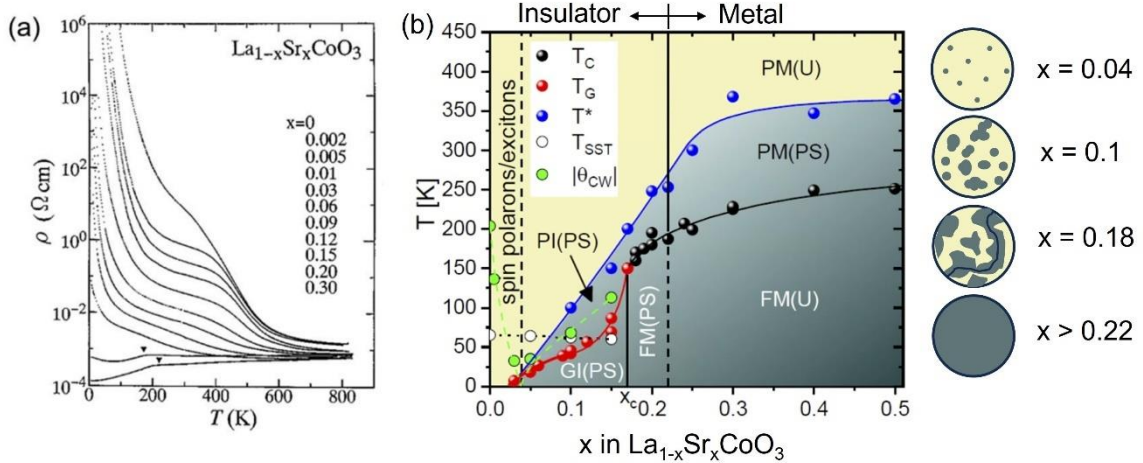 (a)
La1-xSrxCoO3
x=0
0.002
0.005
0.01
0.03
0.06
0.09
0.12
0.15
0.20
0.30
10^6
10^4
10^2
10^0
10^-2
10^-4
ρ (Ω cm)
0 200 400 600 800
T (K)
(b)
Insulator Metal
450
400
350
300
250
200
150
100
50
0
T [K]
TC
TG
T*
TSST
|θCW|
spin polarons/excitons
PM(U)
PM(PS)
PI(PS)
GI(PS)
FM(PS)
FM(U)
0.0 0.1 xc 0.2 0.3 0.4 0.5
x in La1-xSrxCoO3
x = 0.04
x = 0.1
x = 0.18
x > 0.22